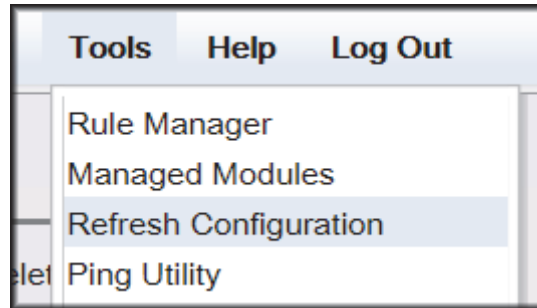 Tools Help Log Out
Rule Manager
Managed Modules
Refresh Configuration
Ping Utility